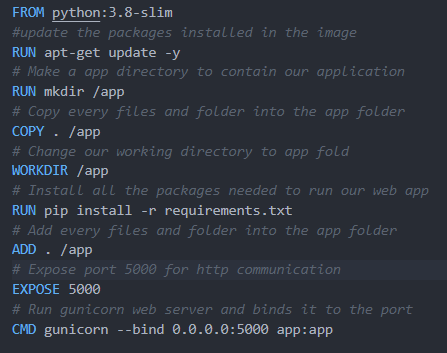 FROM python:3.8-slim
#update the packages installed in the image
RUN apt-get update -y
# Make a app directory to contain our application
RUN mkdir /app
# Copy every files and folder into the app folder
COPY . /app
# Change our working directory to app fold
WORKDIR /app
# Install all the packages needed to run our web app
RUN pip install -r requirements.txt
# Add every files and folder into the app folder
ADD . /app
# Expose port 5000 for http communication
EXPOSE 5000
# Run gunicorn web server and binds it to the port
CMD gunicorn --bind 0.0.0.0:5000 app:app